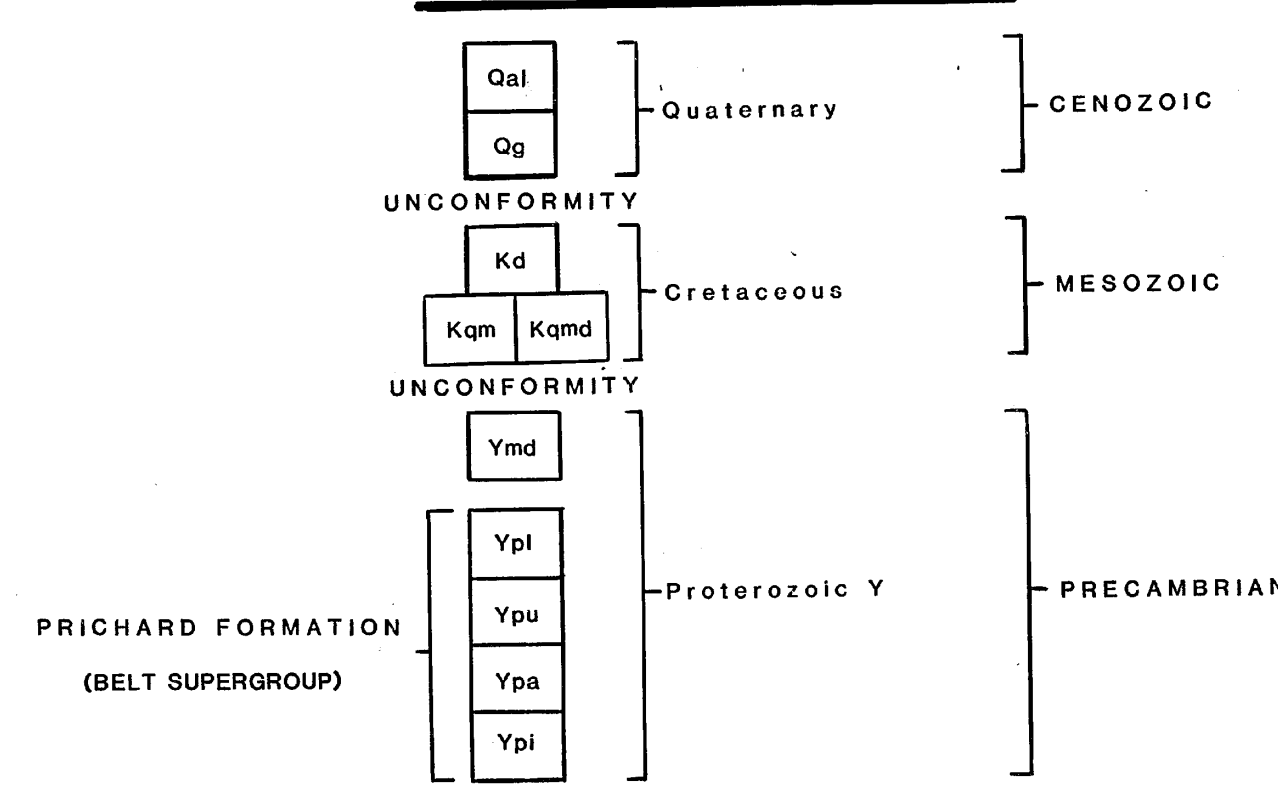 Qal
Quaternary
CENOZOIC
Qg
UNCONFORMITY
Kd
Cretaceous
MESOZOIC
Kqm Kqmd
UNCONFORMITY
Ymd
Ypl
Ypu
Proterozoic Y
PRECAMBRIAN
PRICHARD FORMATION
(BELT SUPERGROUP)
Ypa
Ypi